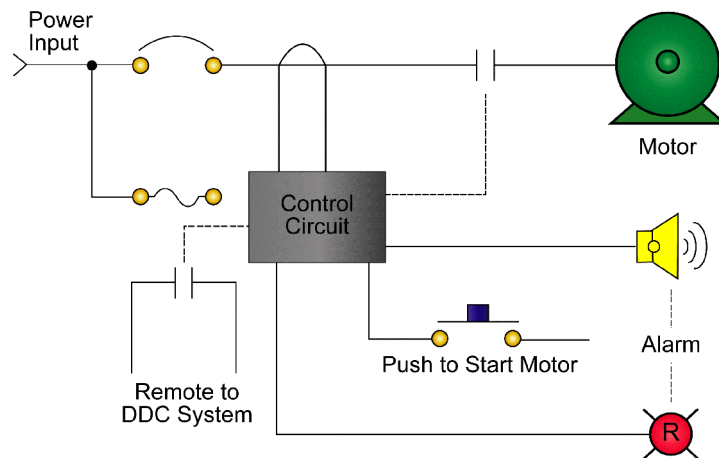 Power
Input
Motor
Control
Circuit
Push to Start Motor
Alarm
Remote to
DDC System
R